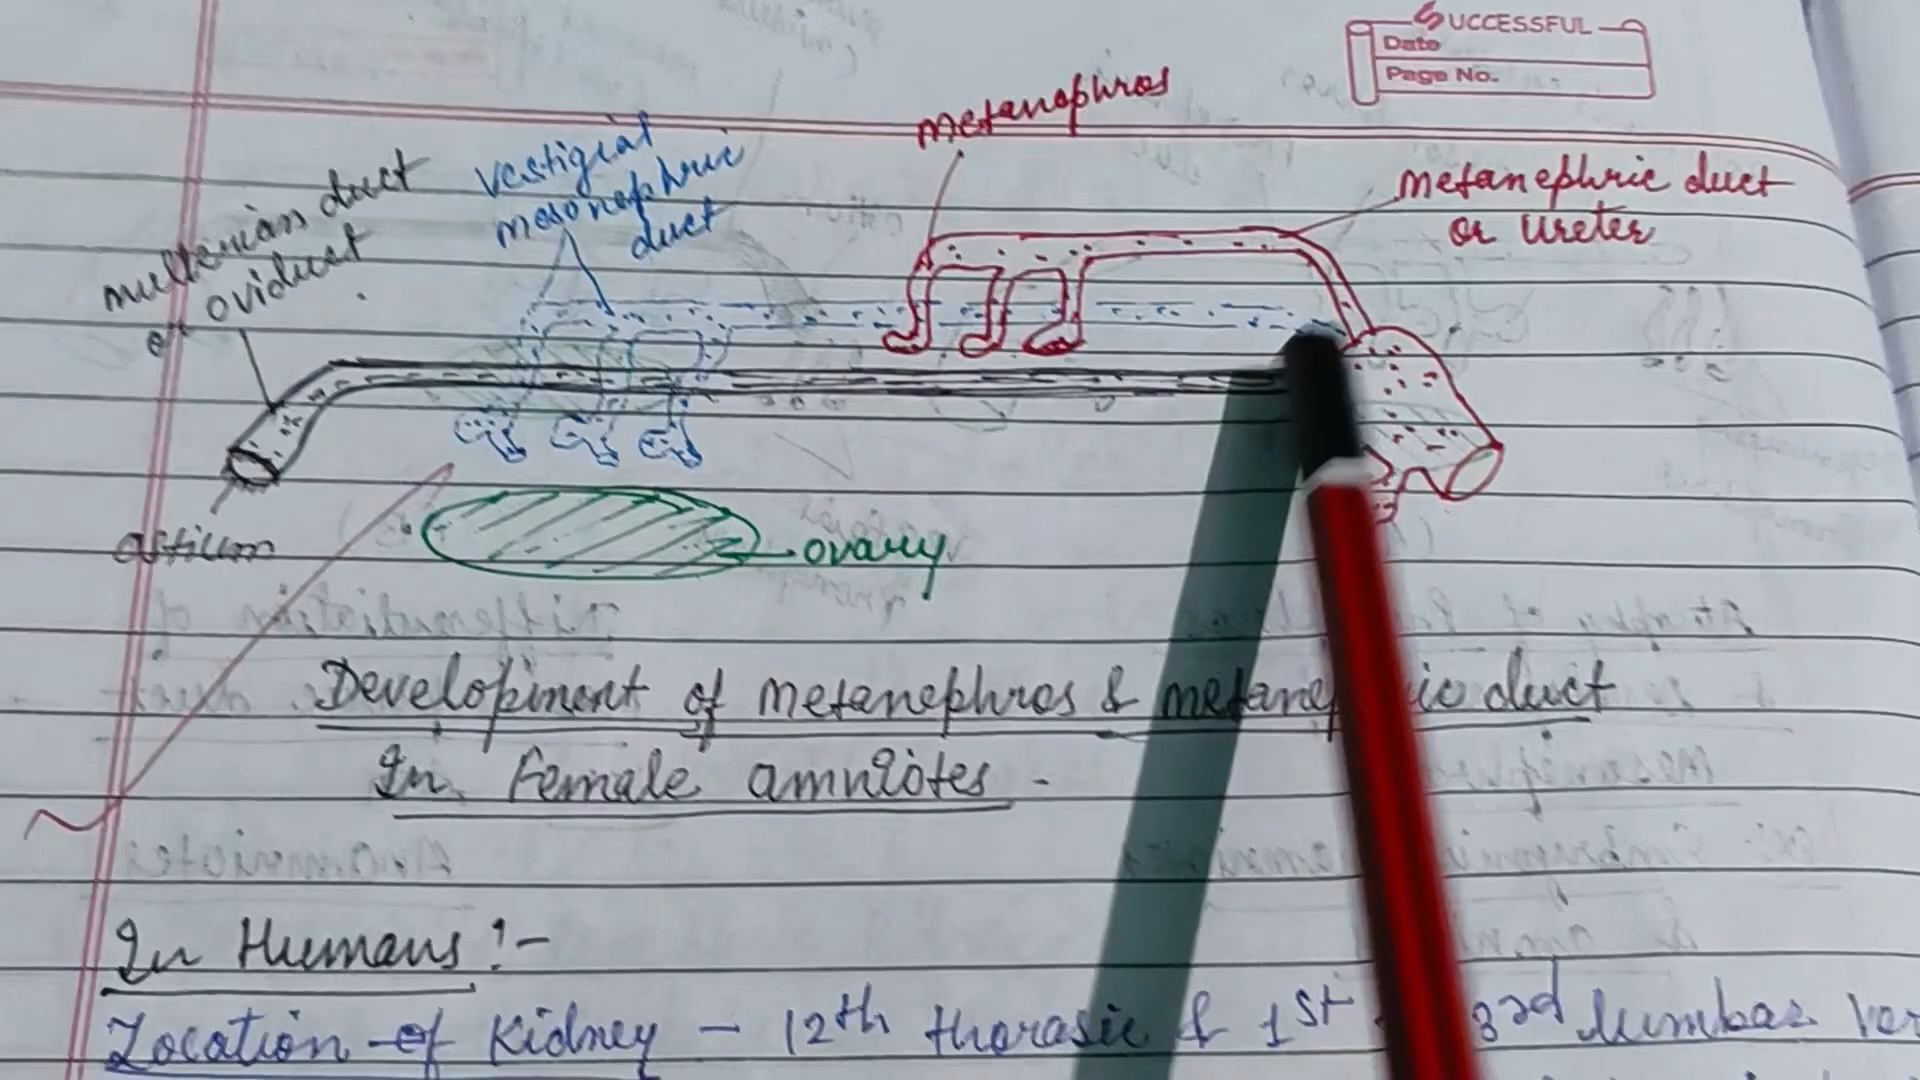 SUCCESSFUL
Date
Page No.
metanephros
vestigial
mesonephric
duct
mullerian duct
or oviduct
metanephric duct
or Ureter
ostium
ovary
Development of metanephros & metanep ic duct
In Female amniotes -
In Humans :-
Location of Kidney - 12th thorasic & 1st 3rd lumbar ver